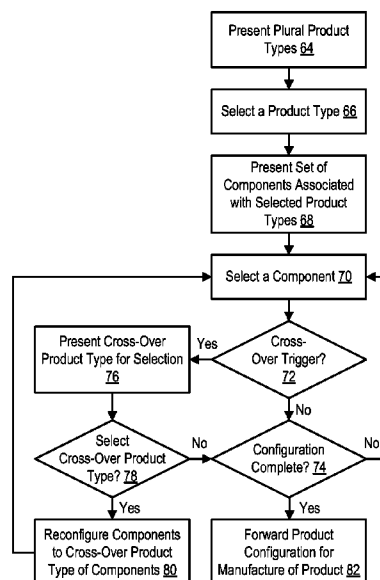 Present Plural Product
Types 64
Select a Product Type 66
Present Set of
Components Associated
with Selected Product
Types 68
Select a Component 70
Present Cross-Over
Product Type for Selection
76
Yes
Cross-
Over Trigger?
72
No
Select
Cross-Over Product
Type? 78
No
Configuration
Complete? 74
No
Yes
Yes
Reconfigure Components
to Cross-Over Product
Type of Components 80
Forward Product
Configuration for
Manufacture of Product
82